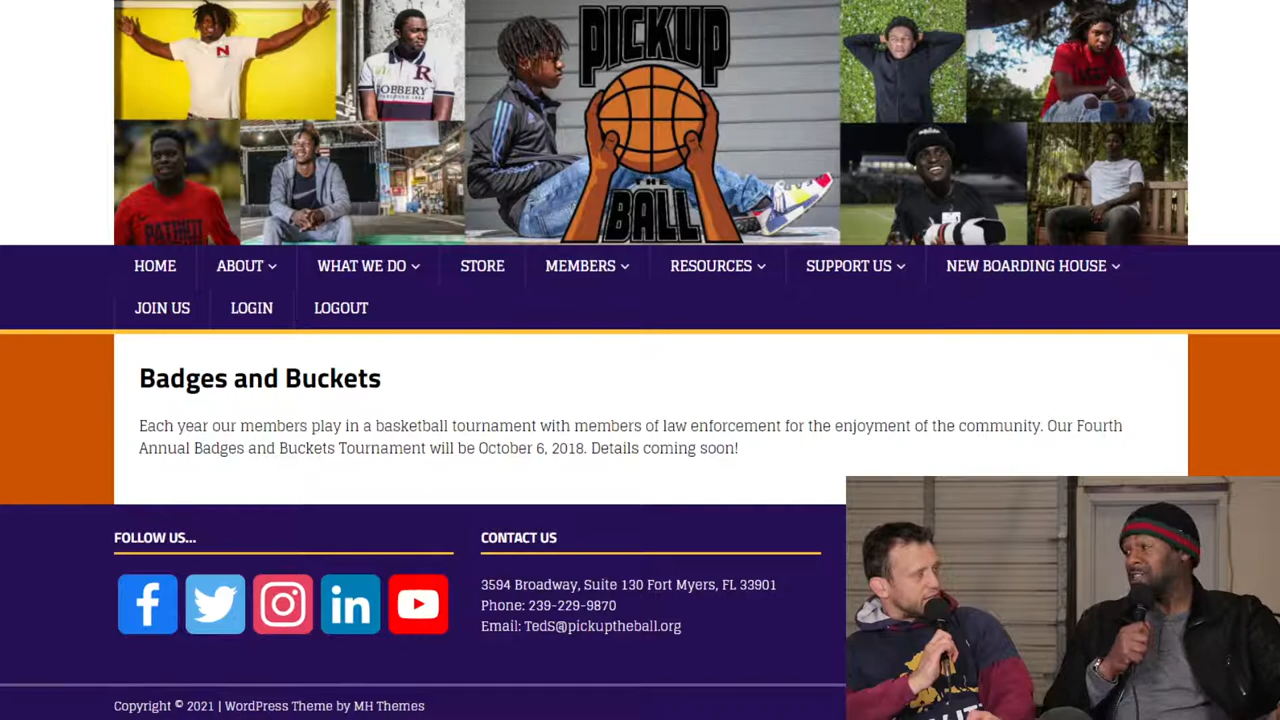 PICKUP
THE
BALL
N
R
ROBBERY
PATRIOT
HOME
ABOUT
WHAT WE DO
STORE
MEMBERS
RESOURCES
SUPPORT US
NEW BOARDING HOUSE
JOIN US
LOGIN
LOGOUT
Badges and Buckets
Each year our members play in a basketball tournament with members of law enforcement for the enjoyment of the community. Our Fourth
Annual Badges and Buckets Tournament will be October 6, 2018. Details coming soon!
FOLLOW US...
CONTACT US
3594 Broadway, Suite 130 Fort Myers, FL 33901
Phone: 239-229-9870
Email: TedS@pickuptheball.org
Copyright © 2021 | WordPress Theme by MH Themes